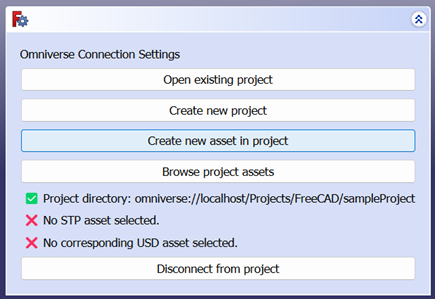 Omniverse Connection Settings
Open existing project
Create new project
Create new asset in project
Browse project assets
Project directory: omniverse://localhost/Projects/FreeCAD/sampleProject
No STP asset selected.
No corresponding USD asset selected.
Disconnect from project